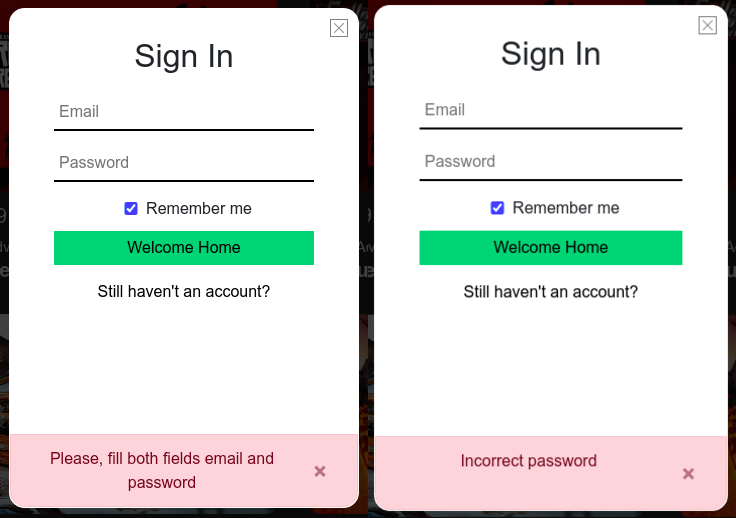 Sign In
Email
Password
Remember me
Welcome Home
Still haven't an account?
Please, fill both fields email and
password
Sign In
Email
Password
Remember me
Welcome Home
Still haven't an account?
Incorrect password